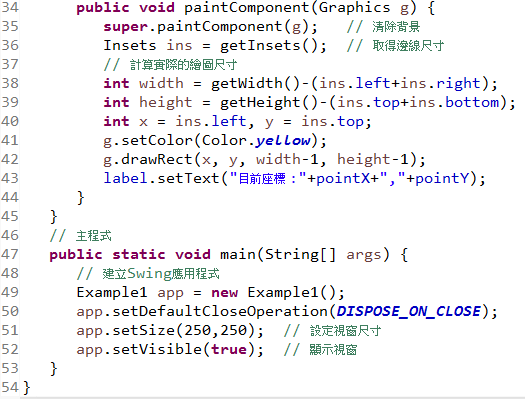 34 public void paintComponent(Graphics g) {
35 super.paintComponent(g); // 清除背景
36 Insets ins = getInsets(); // 取得邊線尺寸
37 // 計算實際的繪圖尺寸
38 int width = getWidth()-(ins.left+ins.right);
39 int height = getHeight()-(ins.top+ins.bottom);
40 int x = ins.left, y = ins.top;
41 g.setColor(Color.yellow);
42 g.drawRect(x, y, width-1, height-1);
43 label.setText("目前座標:"+pointX+","+pointY);
44 }
45 }
46 // 主程式
47 public static void main(String[] args) {
48 // 建立Swing應用程式
49 Example1 app = new Example1();
50 app.setDefaultCloseOperation(DISPOSE_ON_CLOSE);
51 app.setSize(250,250); // 設定視窗尺寸
52 app.setVisible(true); // 顯示視窗
53 }
54 }